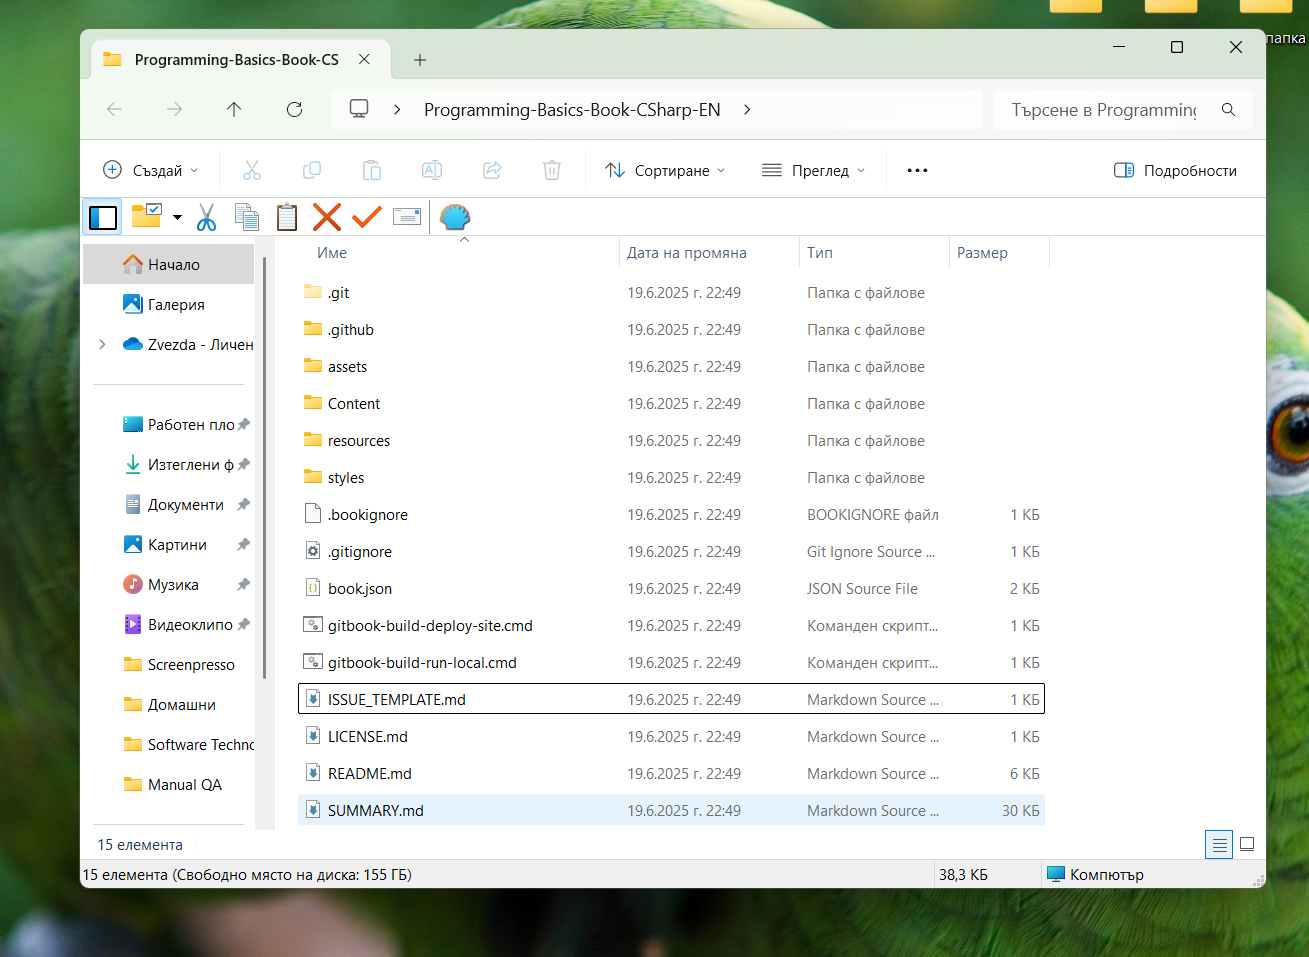 папка
Programming-Basics-Book-CS
Programming-Basics-Book-CSharp-EN
Търсене в Programming
Създай
Сортиране
Преглед
Подробности
Начало
Галерия
Zvezda - Личен
Работен пло
Изтеглени ф
Документи
Картини
Музика
Видеоклипо
Screenpresso
Домашни
Software Techno
Manual QA
Име Дата на промяна Тип Размер
.git 19.6.2025 г. 22:49 Папка с файлове
.github 19.6.2025 г. 22:49 Папка с файлове
assets 19.6.2025 г. 22:49 Папка с файлове
Content 19.6.2025 г. 22:49 Папка с файлове
resources 19.6.2025 г. 22:49 Папка с файлове
styles 19.6.2025 г. 22:49 Папка с файлове
.bookignore 19.6.2025 г. 22:49 BOOKIGNORE файл 1 КБ
.gitignore 19.6.2025 г. 22:49 Git Ignore Source ... 1 КБ
book.json 19.6.2025 г. 22:49 JSON Source File 2 КБ
gitbook-build-deploy-site.cmd 19.6.2025 г. 22:49 Команден скрипт... 1 КБ
gitbook-build-run-local.cmd 19.6.2025 г. 22:49 Команден скрипт... 1 КБ
ISSUE_TEMPLATE.md 19.6.2025 г. 22:49 Markdown Source ... 1 КБ
LICENSE.md 19.6.2025 г. 22:49 Markdown Source ... 1 КБ
README.md 19.6.2025 г. 22:49 Markdown Source ... 6 КБ
SUMMARY.md 19.6.2025 г. 22:49 Markdown Source ... 30 КБ
15 елемента
15 елемента (Свободно място на диска: 155 ГБ) 38,3 КБ Компютър